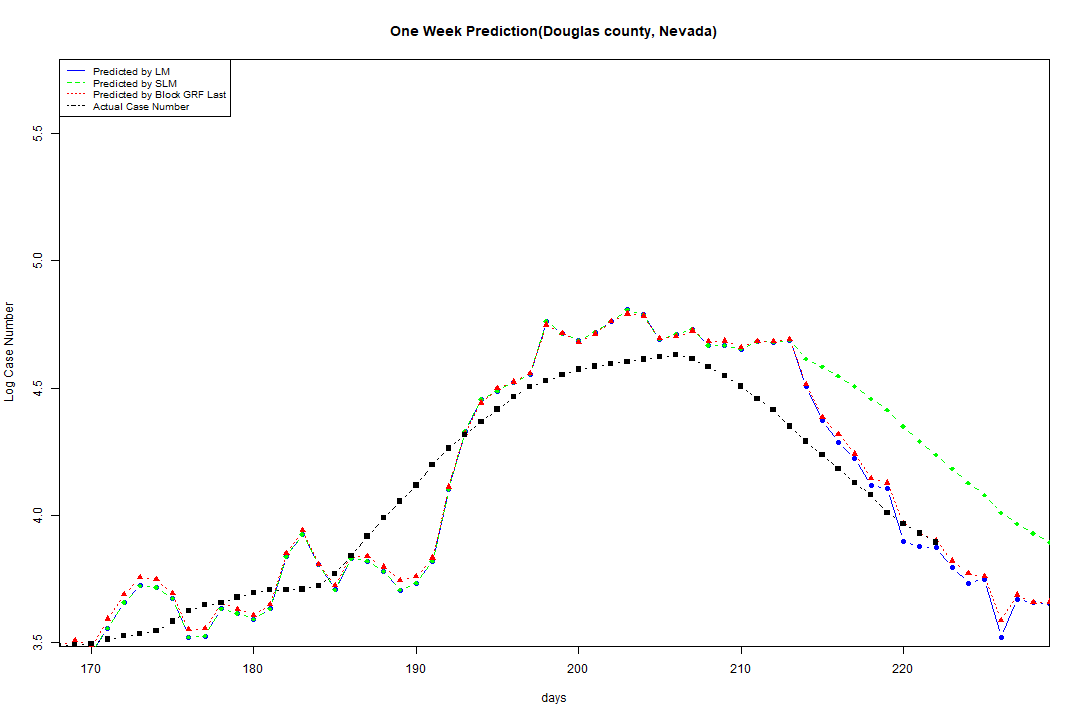 One Week Prediction(Douglas county, Nevada)
Predicted by LM
Predicted by SLM
Predicted by Block GRF Last
Actual Case Number
5.5
5.0
4.5
4.0
3.5
Log Case Number
170 180 190 200 210 220
days